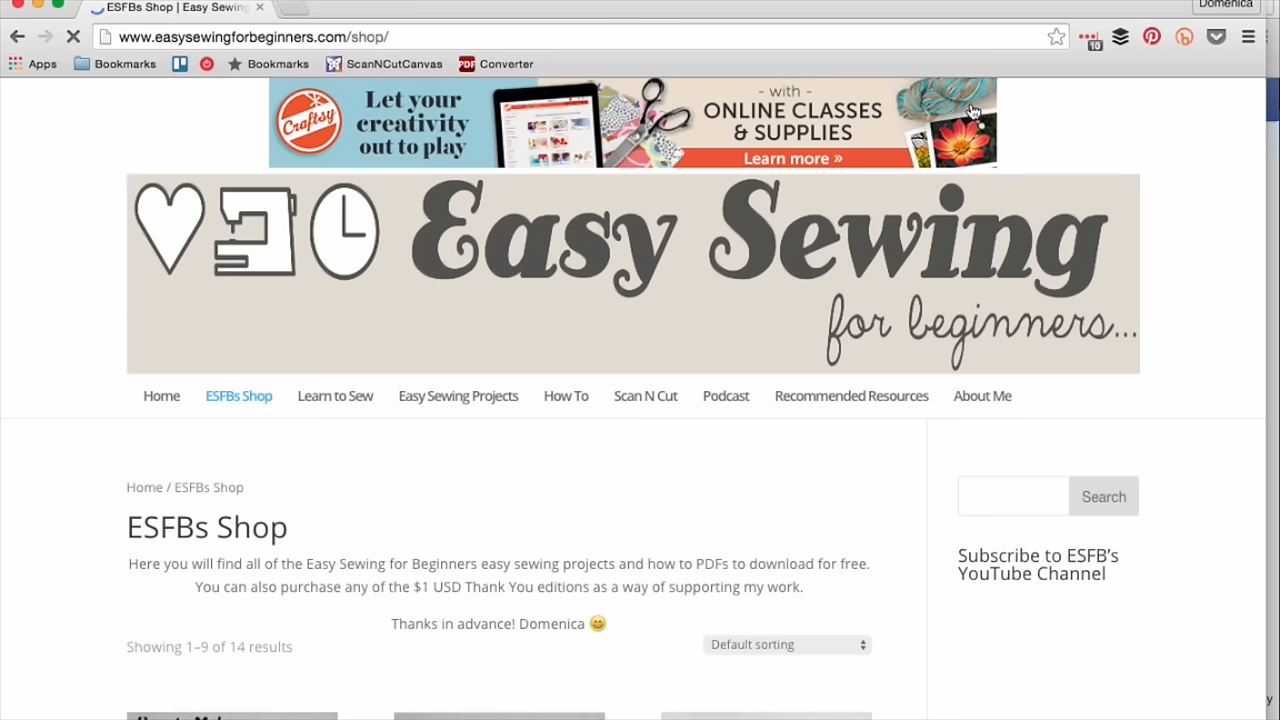 Domenica
ESFBs Shop | Easy Sewing
www.easysewingforbeginners.com/shop/
10
Apps
Bookmarks
Bookmarks
ScanNCutCanvas
PDF
Converter
Craftsy
Let your
creativity
out to play
- with -
ONLINE CLASSES
& SUPPLIES
Learn more »
Easy Sewing
for beginners...
Home ESFBs Shop Learn to Sew Easy Sewing Projects How To Scan N Cut Podcast Recommended Resources About Me
Home / ESFBs Shop
ESFBs Shop
Here you will find all of the Easy Sewing for Beginners easy sewing projects and how to PDFs to download for free.
You can also purchase any of the $1 USD Thank You editions as a way of supporting my work.
Thanks in advance! Domenica 😀
Showing 1–9 of 14 results
Default sorting
Search
Subscribe to ESFB’s
YouTube Channel